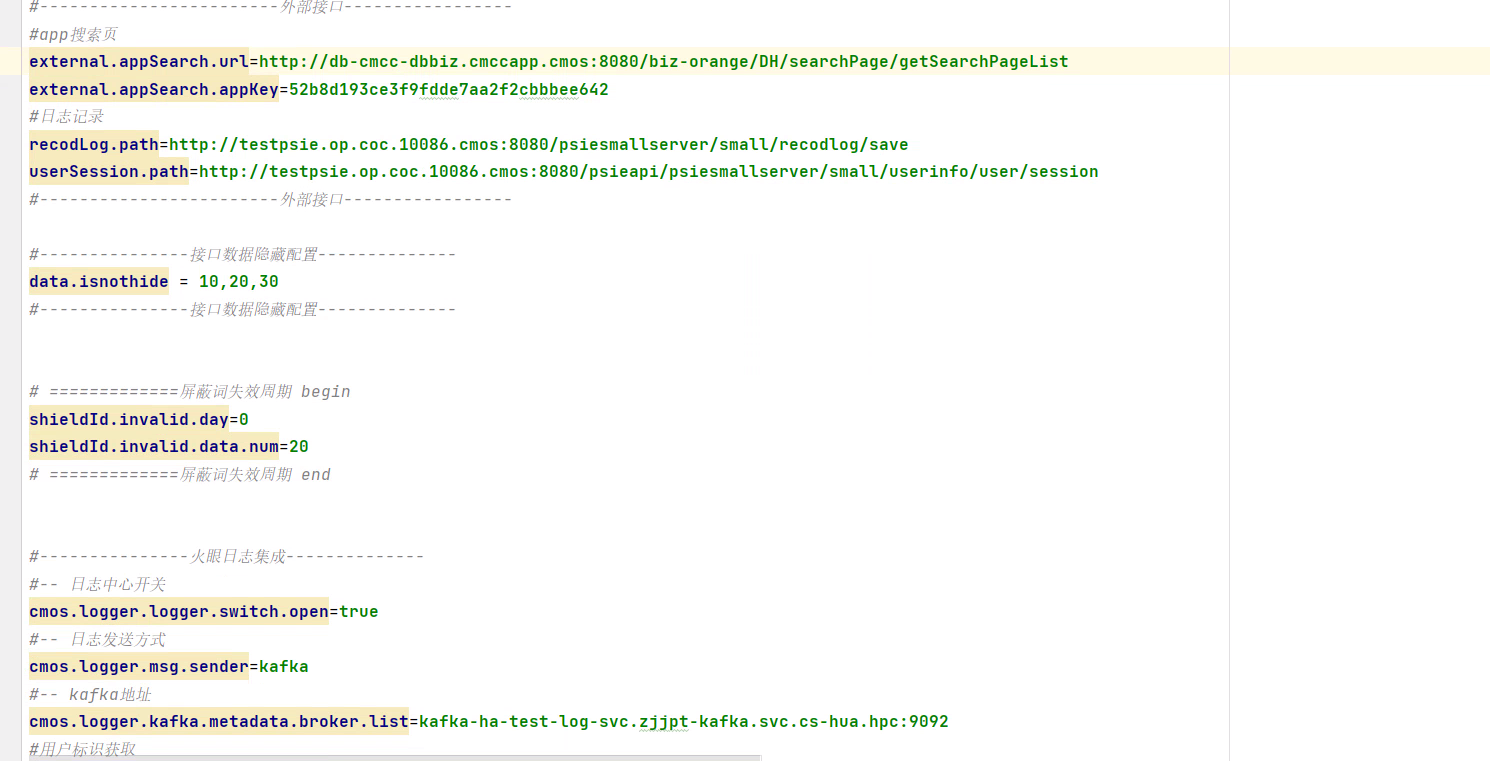 #------------------------外部接口-----------------
#app搜索页
external.appSearch.url=http://db-cmcc-dbbiz.cmccapp.cmos:8080/biz-orange/DH/searchPage/getSearchPageList
external.appSearch.appKey=52b8d193ce3f9fdde7aa2f2cbbbee642
#日志记录
recodLog.path=http://testpsie.op.coc.10086.cmos:8080/psiesmallserver/small/recodlog/save
userSession.path=http://testpsie.op.coc.10086.cmos:8080/psieapi/psiesmallserver/small/userinfo/user/session
#------------------------外部接口-----------------
#---------------接口数据隐藏配置--------------
data.isnothide = 10,20,30
#---------------接口数据隐藏配置--------------
# =============屏蔽词失效周期 begin
shieldId.invalid.day=0
shieldId.invalid.data.num=20
# =============屏蔽词失效周期 end
#---------------火眼日志集成--------------
#-- 日志中心开关
cmos.logger.logger.switch.open=true
#-- 日志发送方式
cmos.logger.msg.sender=kafka
#-- kafka地址
cmos.logger.kafka.metadata.broker.list=kafka-ha-test-log-svc.zjjpt-kafka.svc.cs-hua.hpc:9092
#用户标识获取